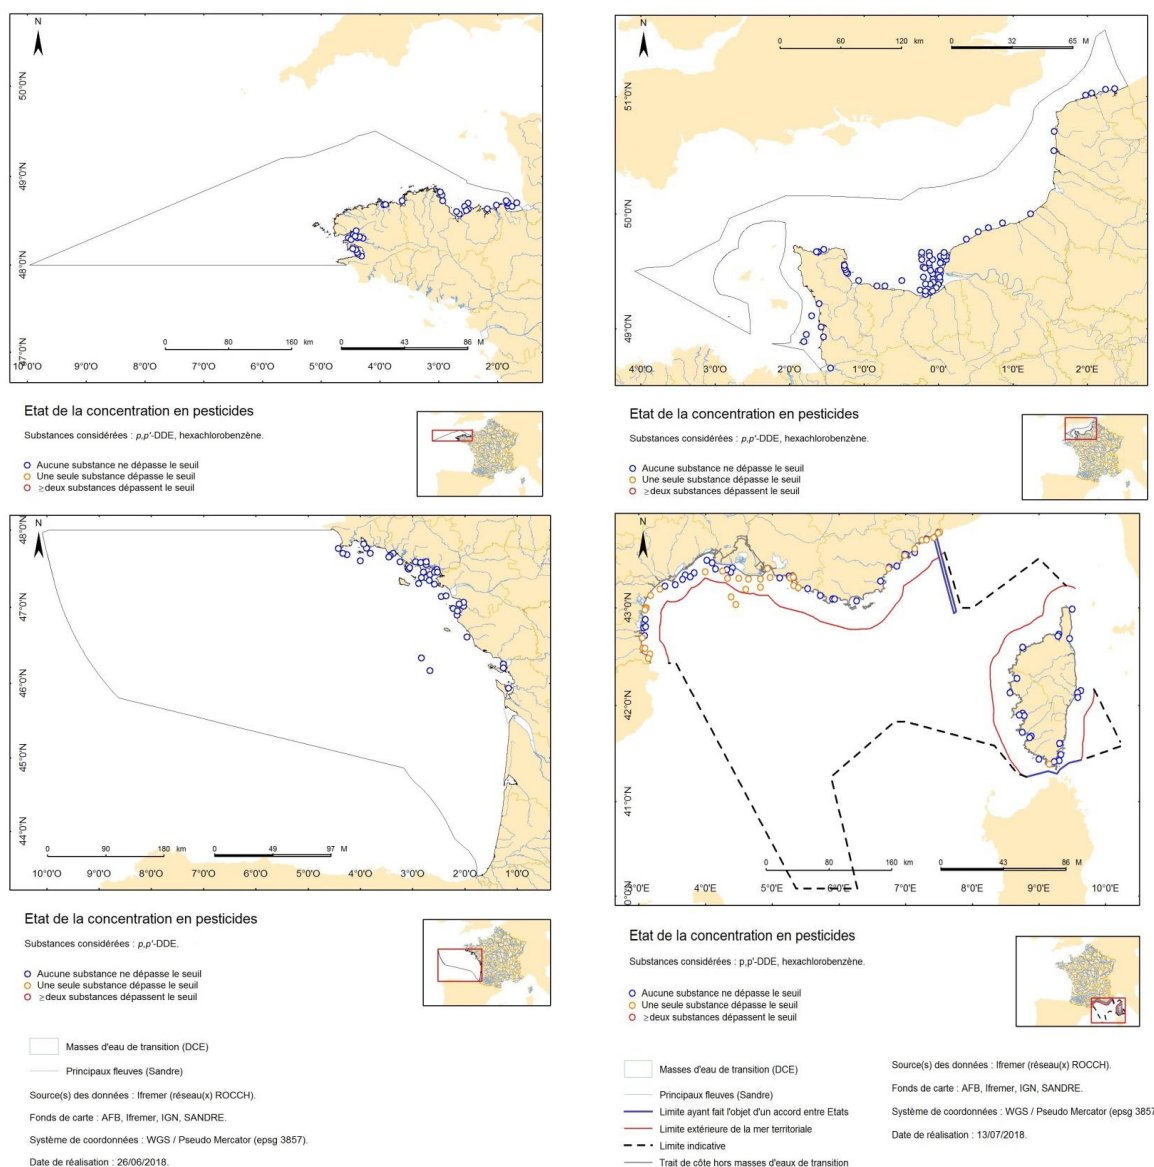 N
50°0'N
49°0'N
48°0'N
47°0'N
0 80 160 km 0 43 86 M
10°0'O 9°0'O 8°0'O 7°0'O 6°0'O 5°0'O 4°0'O 3°0'O 2°0'O
Etat de la concentration en pesticides
Substances considérées : p,p'-DDE, hexachlorobenzène.
Aucune substance ne dépasse le seuil
Une seule substance dépasse le seuil
≥deux substances dépassent le seuil
N
0 60 120 km 0 32 65 M
51°0'N
50°0'N
49°0'N
4°0'O 3°0'O 2°0'O 1°0'O 0°0' 1°0'E 2°0'E
Etat de la concentration en pesticides
Substances considérées : p,p'-DDE, hexachlorobenzène.
Aucune substance ne dépasse le seuil
Une seule substance dépasse le seuil
≥deux substances dépassent le seuil
N
48°0'N
47°0'N
46°0'N
45°0'N
44°0'N
0 90 180 km 0 49 97 M
10°0'O 9°0'O 8°0'O 7°0'O 6°0'O 5°0'O 4°0'O 3°0'O 2°0'O 1°0'O
Etat de la concentration en pesticides
Substances considérées : p,p'-DDE.
Aucune substance ne dépasse le seuil
Une seule substance dépasse le seuil
≥deux substances dépassent le seuil
Masses d'eau de transition (DCE)
Principaux fleuves (Sandre)
Source(s) des données : Ifremer (réseau(x) ROCCH).
Fonds de carte : AFB, Ifremer, IGN, SANDRE.
Système de coordonnées : WGS / Pseudo Mercator (epsg 3857).
Date de réalisation : 26/06/2018.
N
43°0'N
42°0'N
41°0'N
0 80 160 km 0 43 86 M
4°0'E 5°0'E 6°0'E 7°0'E 8°0'E 9°0'E 10°0'E
Etat de la concentration en pesticides
Substances considérées : p,p'-DDE, hexachlorobenzène.
Aucune substance ne dépasse le seuil
Une seule substance dépasse le seuil
≥deux substances dépassent le seuil
Masses d'eau de transition (DCE)
Principaux fleuves (Sandre)
Limite ayant fait l'objet d'un accord entre Etats
Limite extérieure de la mer territoriale
Limite indicative
Trait de côte hors masses d'eaux de transition
Source(s) des données : Ifremer (réseau(x) ROCCH).
Fonds de carte : AFB, Ifremer, IGN, SANDRE.
Système de coordonnées : WGS / Pseudo Mercator (epsg 3857
Date de réalisation : 13/07/2018.